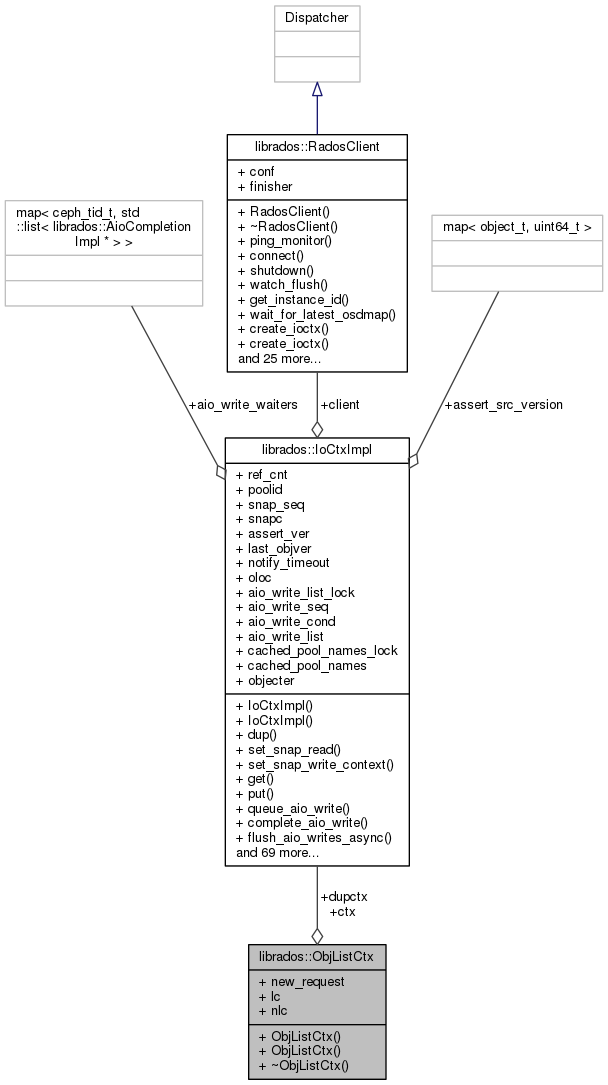 Dispatcher
librados::RadosClient
+ conf
+ finisher
+ RadosClient()
+ ~RadosClient()
+ ping_monitor()
+ connect()
+ shutdown()
+ watch_flush()
+ get_instance_id()
+ wait_for_latest_osdmap()
+ create_ioctx()
+ create_ioctx()
and 25 more...
map< ceph_tid_t, std
::list< librados::AioCompletion
Impl * > >
map< object_t, uint64_t >
+aio_write_waiters
+client
+assert_src_version
librados::IoCtxImpl
+ ref_cnt
+ poolid
+ snap_seq
+ snapc
+ assert_ver
+ last_objver
+ notify_timeout
+ oloc
+ aio_write_list_lock
+ aio_write_seq
+ aio_write_cond
+ aio_write_list
+ cached_pool_names_lock
+ cached_pool_names
+ objecter
+ IoCtxImpl()
+ IoCtxImpl()
+ dup()
+ set_snap_read()
+ set_snap_write_context()
+ get()
+ put()
+ queue_aio_write()
+ complete_aio_write()
+ flush_aio_writes_async()
and 69 more...
+dupctx
+ctx
librados::ObjListCtx
+ new_request
+ lc
+ nlc
+ ObjListCtx()
+ ObjListCtx()
+ ~ObjListCtx()